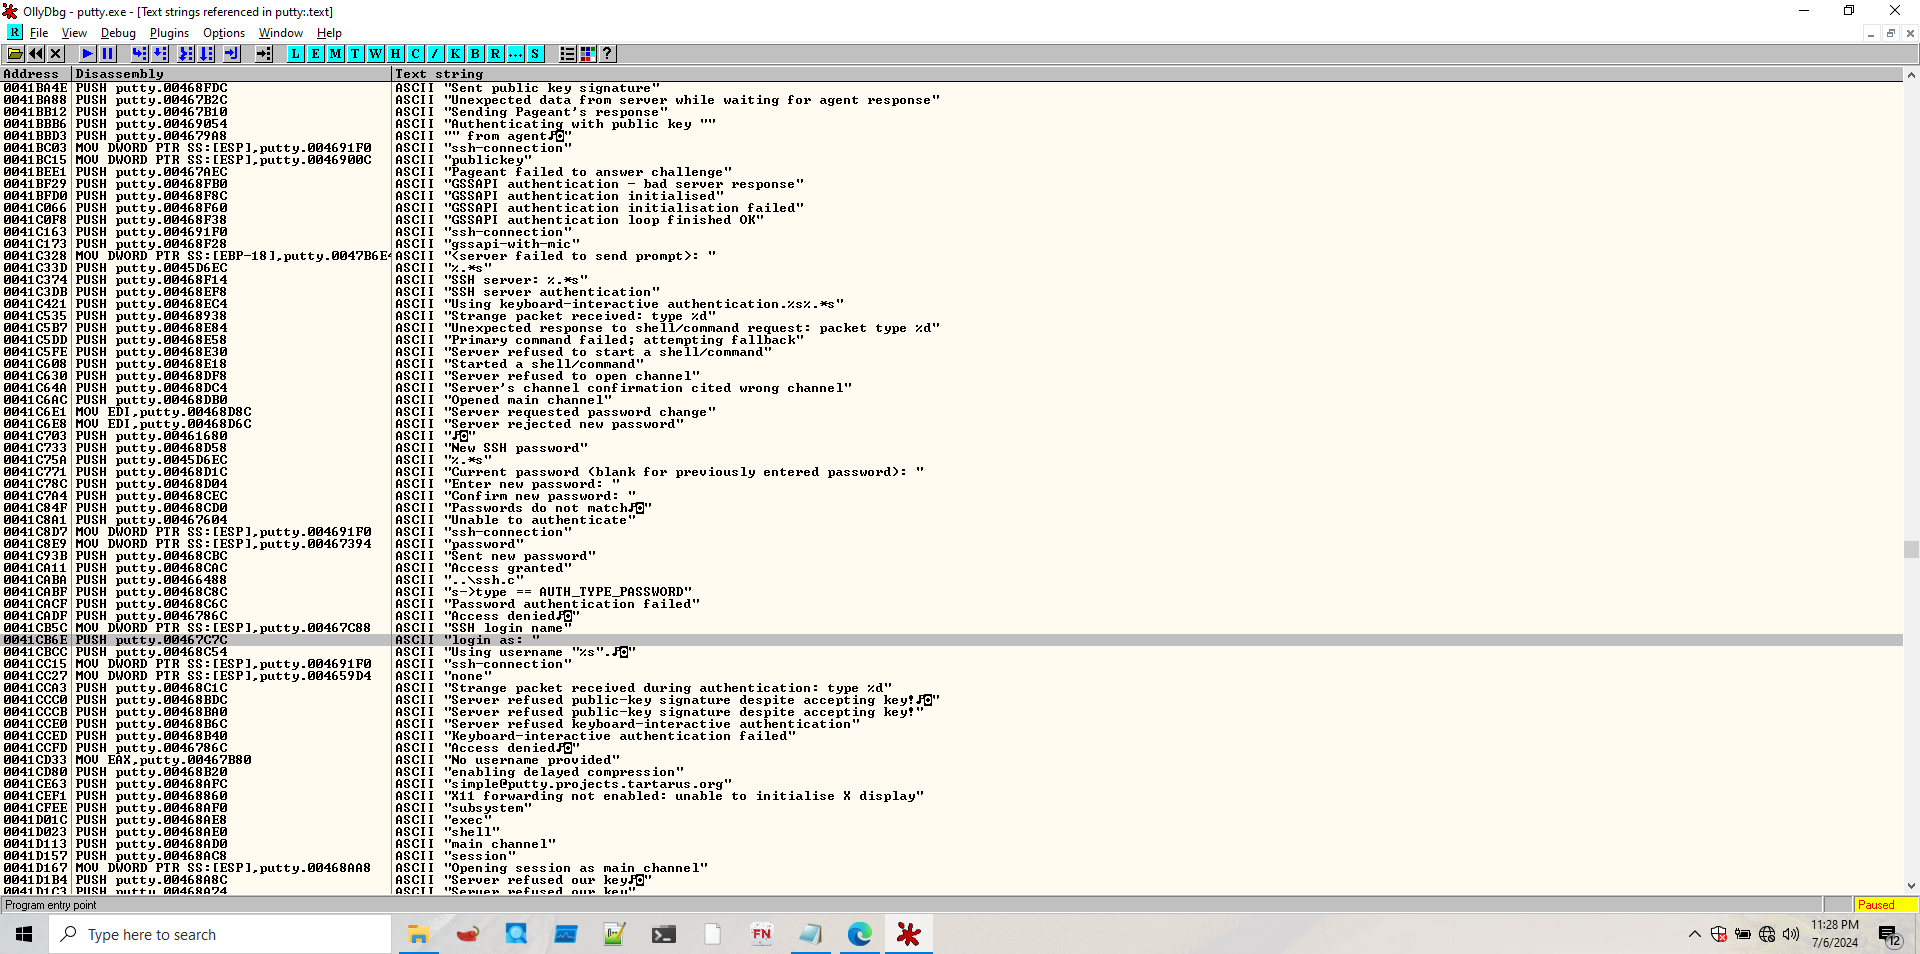 OllyDbg - putty.exe - [Text strings referenced in putty:.text]
R File View Debug Plugins Options Window Help
L E M T W H C / K B R ... S ?
Address Disassembly Text string
0041BA4E PUSH putty.00468FDC ASCII "Sent public key signature"
0041BA88 PUSH putty.00467B2C ASCII "Unexpected data from server while waiting for agent response"
0041BB12 PUSH putty.00467B10 ASCII "Sending Pageant's response"
0041BBB6 PUSH putty.00469054 ASCII "Authenticating with public key ""
0041BBD3 PUSH putty.004679A8 ASCII "" from agent♪◙"
0041BC03 MOV DWORD PTR SS:[ESP],putty.004691F0 ASCII "ssh-connection"
0041BC15 MOV DWORD PTR SS:[ESP],putty.0046900C ASCII "publickey"
0041BEE1 PUSH putty.00467AEC ASCII "Pageant failed to answer challenge"
0041BF29 PUSH putty.00468FB0 ASCII "GSSAPI authentication - bad server response"
0041BFD0 PUSH putty.00468F8C ASCII "GSSAPI authentication initialised"
0041C066 PUSH putty.00468F60 ASCII "GSSAPI authentication initialisation failed"
0041C0F8 PUSH putty.00468F38 ASCII "GSSAPI authentication loop finished OK"
0041C163 PUSH putty.004691F0 ASCII "ssh-connection"
0041C173 PUSH putty.00468F28 ASCII "gssapi-with-mic"
0041C328 MOV DWORD PTR SS:[EBP-18],putty.0047B6E4 ASCII "<server failed to send prompt>: "
0041C33D PUSH putty.0045D6EC ASCII "%.*s"
0041C374 PUSH putty.00468F14 ASCII "SSH server: %.*s"
0041C3DB PUSH putty.00468EF8 ASCII "SSH server authentication"
0041C421 PUSH putty.00468EC4 ASCII "Using keyboard-interactive authentication.%s%.*s"
0041C535 PUSH putty.00468938 ASCII "Strange packet received: type %d"
0041C5B7 PUSH putty.00468E84 ASCII "Unexpected response to shell/command request: packet type %d"
0041C5DD PUSH putty.00468E58 ASCII "Primary command failed; attempting fallback"
0041C5FE PUSH putty.00468E30 ASCII "Server refused to start a shell/command"
0041C608 PUSH putty.00468E18 ASCII "Started a shell/command"
0041C630 PUSH putty.00468DF8 ASCII "Server refused to open channel"
0041C64A PUSH putty.00468DC4 ASCII "Server's channel confirmation cited wrong channel"
0041C6AC PUSH putty.00468DB0 ASCII "Opened main channel"
0041C6E1 MOV EDI,putty.00468D8C ASCII "Server requested password change"
0041C6E8 MOV EDI,putty.00468D6C ASCII "Server rejected new password"
0041C703 PUSH putty.00461680 ASCII "♪◙"
0041C733 PUSH putty.00468D58 ASCII "New SSH password"
0041C75A PUSH putty.0045D6EC ASCII "%.*s"
0041C771 PUSH putty.00468D1C ASCII "Current password (blank for previously entered password): "
0041C78C PUSH putty.00468D04 ASCII "Enter new password: "
0041C7A4 PUSH putty.00468CEC ASCII "Confirm new password: "
0041C84F PUSH putty.00468CD0 ASCII "Passwords do not match♪◙"
0041C8A1 PUSH putty.00467604 ASCII "Unable to authenticate"
0041C8D7 MOV DWORD PTR SS:[ESP],putty.004691F0 ASCII "ssh-connection"
0041C8E9 MOV DWORD PTR SS:[ESP],putty.00467394 ASCII "password"
0041C93B PUSH putty.00468CBC ASCII "Sent new password"
0041CA11 PUSH putty.00468CAC ASCII "Access granted"
0041CABA PUSH putty.00466488 ASCII "..\ssh.c"
0041CABF PUSH putty.00468C8C ASCII "s->type == AUTH_TYPE_PASSWORD"
0041CACF PUSH putty.00468C6C ASCII "Password authentication failed"
0041CADF PUSH putty.0046786C ASCII "Access denied♪◙"
0041CB5C MOV DWORD PTR SS:[ESP],putty.00467C88 ASCII "SSH login name"
0041CB6E PUSH putty.00467C7C ASCII "login as: "
0041CBCC PUSH putty.00468C54 ASCII "Using username "%s".♪◙"
0041CC15 MOV DWORD PTR SS:[ESP],putty.004691F0 ASCII "ssh-connection"
0041CC27 MOV DWORD PTR SS:[ESP],putty.004659D4 ASCII "none"
0041CCA3 PUSH putty.00468C1C ASCII "Strange packet received during authentication: type %d"
0041CCC0 PUSH putty.00468BDC ASCII "Server refused public-key signature despite accepting key!♪◙"
0041CCCB PUSH putty.00468BA0 ASCII "Server refused public-key signature despite accepting key!"
0041CCE0 PUSH putty.00468B6C ASCII "Server refused keyboard-interactive authentication"
0041CCED PUSH putty.00468B40 ASCII "Keyboard-interactive authentication failed"
0041CCFD PUSH putty.0046786C ASCII "Access denied♪◙"
0041CD33 MOV EAX,putty.00467B80 ASCII "No username provided"
0041CD80 PUSH putty.00468B20 ASCII "enabling delayed compression"
0041CE63 PUSH putty.00468AFC ASCII "simple@putty.projects.tartarus.org"
0041CEF1 PUSH putty.00468860 ASCII "X11 forwarding not enabled: unable to initialise X display"
0041CFEE PUSH putty.00468AF0 ASCII "subsystem"
0041D01C PUSH putty.00468AE8 ASCII "exec"
0041D023 PUSH putty.00468AE0 ASCII "shell"
0041D113 PUSH putty.00468AD0 ASCII "main channel"
0041D157 PUSH putty.00468AC8 ASCII "session"
0041D167 MOV DWORD PTR SS:[ESP],putty.00468AA8 ASCII "Opening session as main channel"
0041D1B4 PUSH putty.00468A8C ASCII "Server refused our key♪◙"
0041D1C3 PUSH putty.00468A74 ASCII "Server refused our key"
Program entry point Paused
Type here to search
FN
11:28 PM
7/6/2024
12